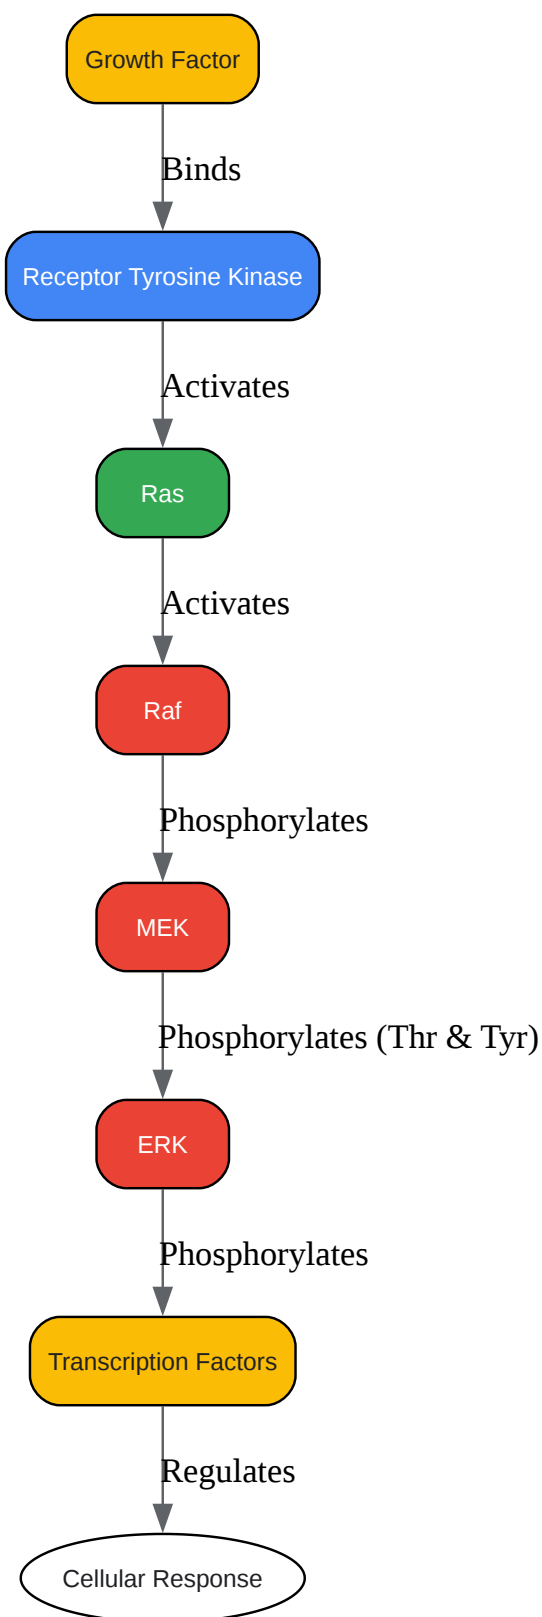 Growth Factor
Binds
Receptor Tyrosine Kinase
Activates
Ras
Activates
Raf
Phosphorylates
MEK
Phosphorylates (Thr & Tyr)
ERK
Phosphorylates
Transcription Factors
Regulates
Cellular Response